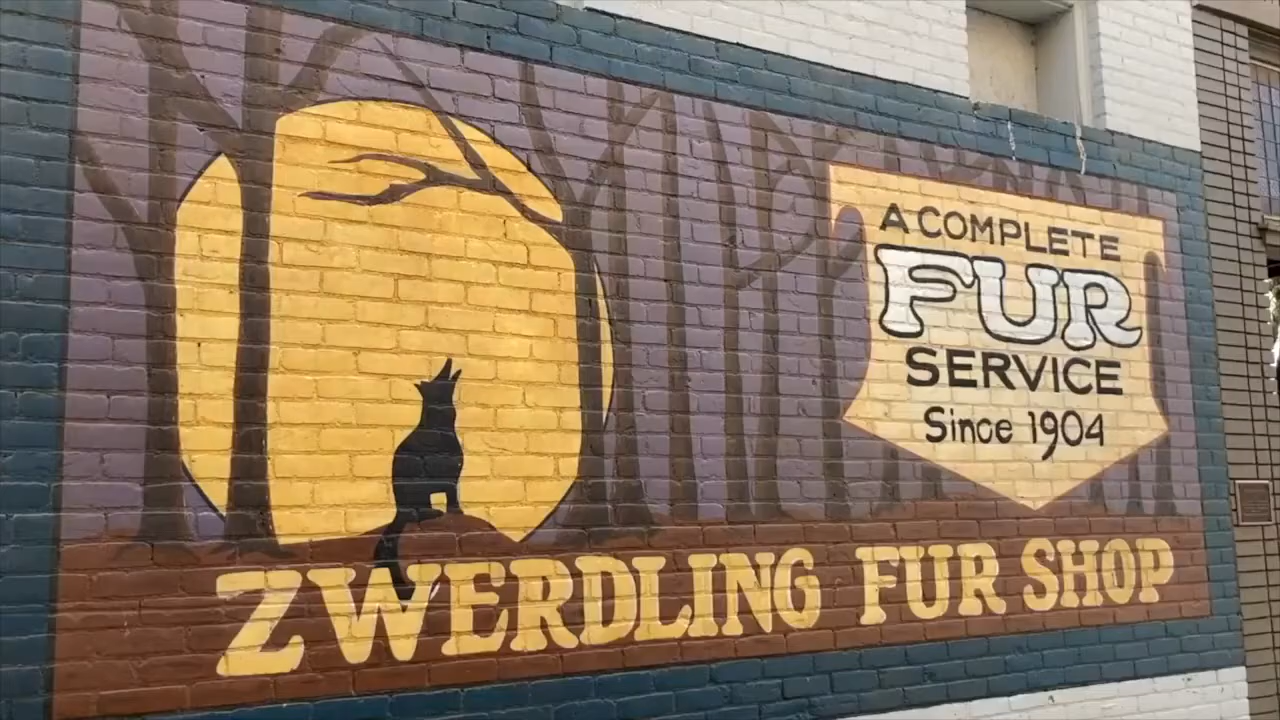 A COMPLETE
FUR
SERVICE
Since 1904
ZWERDLING FUR SHOP